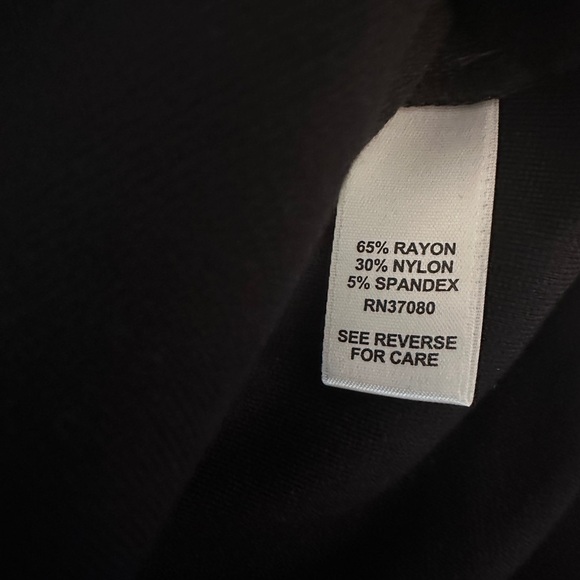 65% RAYON
30% NYLON
5% SPANDEX
RN37080
SEE REVERSE
FOR CARE